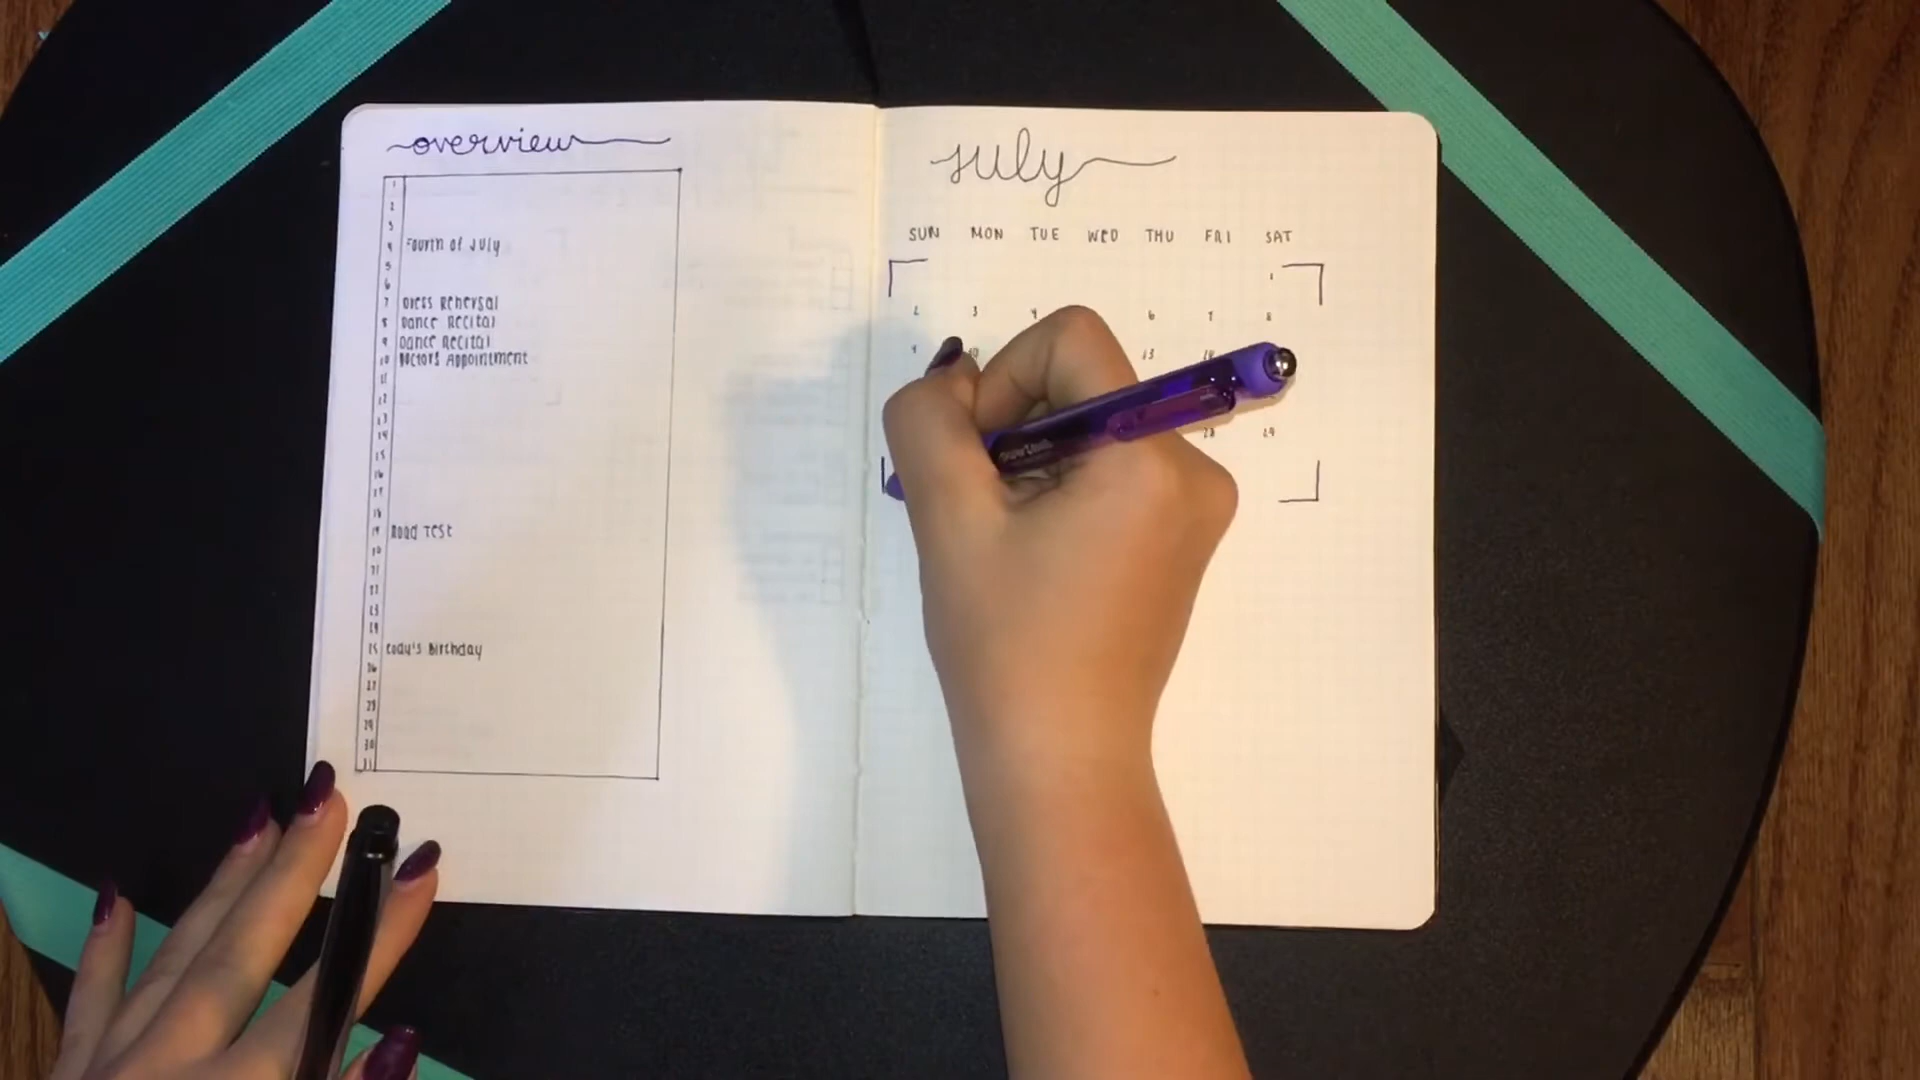 overview
1
2
3
4 Fourth of July
5
6
7 Dress Rehersal
8 Dance Recital
9 Dance Recital
10 Doctors Appointment
11
12
13
14
15
16
17
18
19 Road Test
20
21
22
23
24
25 Cody's Birthday
26
27
28
29
30
31
July
SUN MON TUE WED THU FRI SAT
1
2 3 4 6 7 8
9 10 13 14
28 29